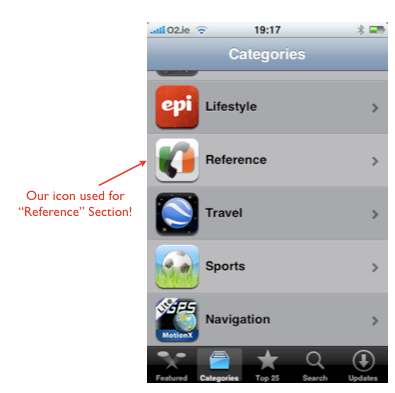 O2.ie 19:17
Categories
epi Lifestyle
Reference
Our icon used for
“Reference” Section!
Travel
Sports
LITE GPS
MotionX
Navigation
Featured Categories Top 25 Search Updates